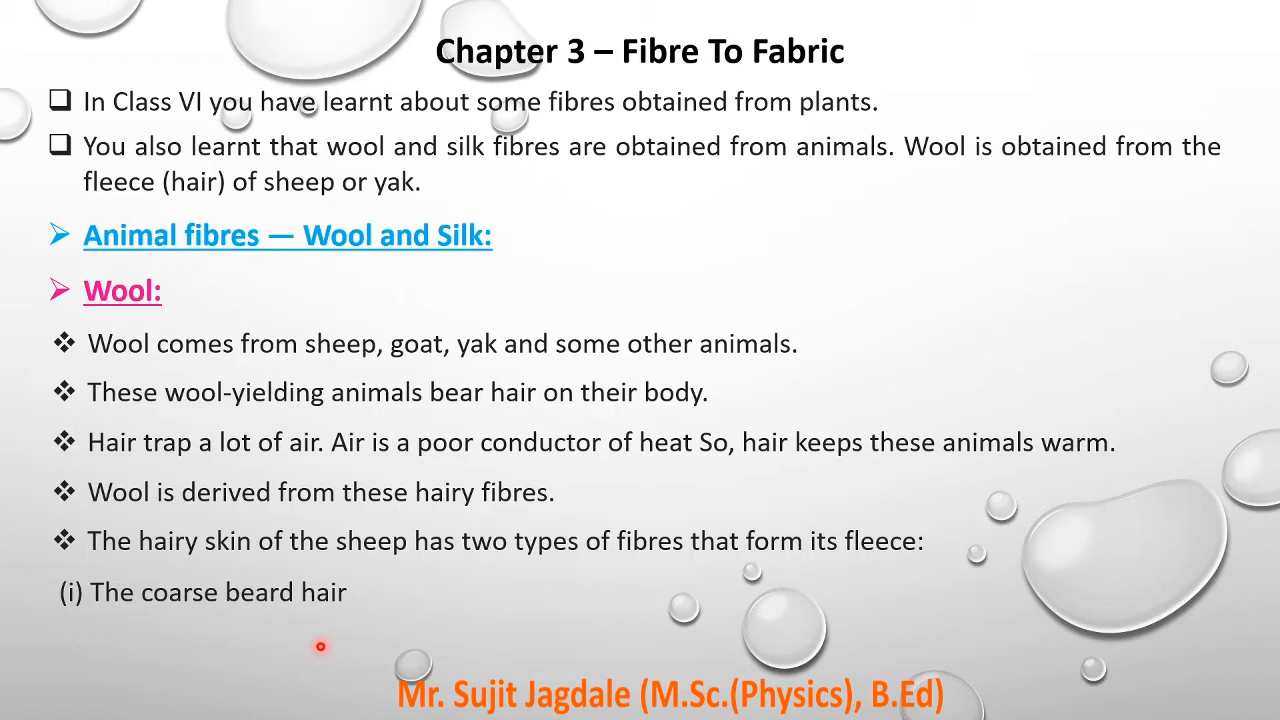 Chapter 3 – Fibre To Fabric
In Class VI you have learnt about some fibres obtained from plants.
You also learnt that wool and silk fibres are obtained from animals. Wool is obtained from the
fleece (hair) of sheep or yak.
Animal fibres — Wool and Silk:
Wool:
Wool comes from sheep, goat, yak and some other animals.
These wool-yielding animals bear hair on their body.
Hair trap a lot of air. Air is a poor conductor of heat So, hair keeps these animals warm.
Wool is derived from these hairy fibres.
The hairy skin of the sheep has two types of fibres that form its fleece:
(i) The coarse beard hair
Mr. Sujit Jagdale (M.Sc.(Physics), B.Ed)